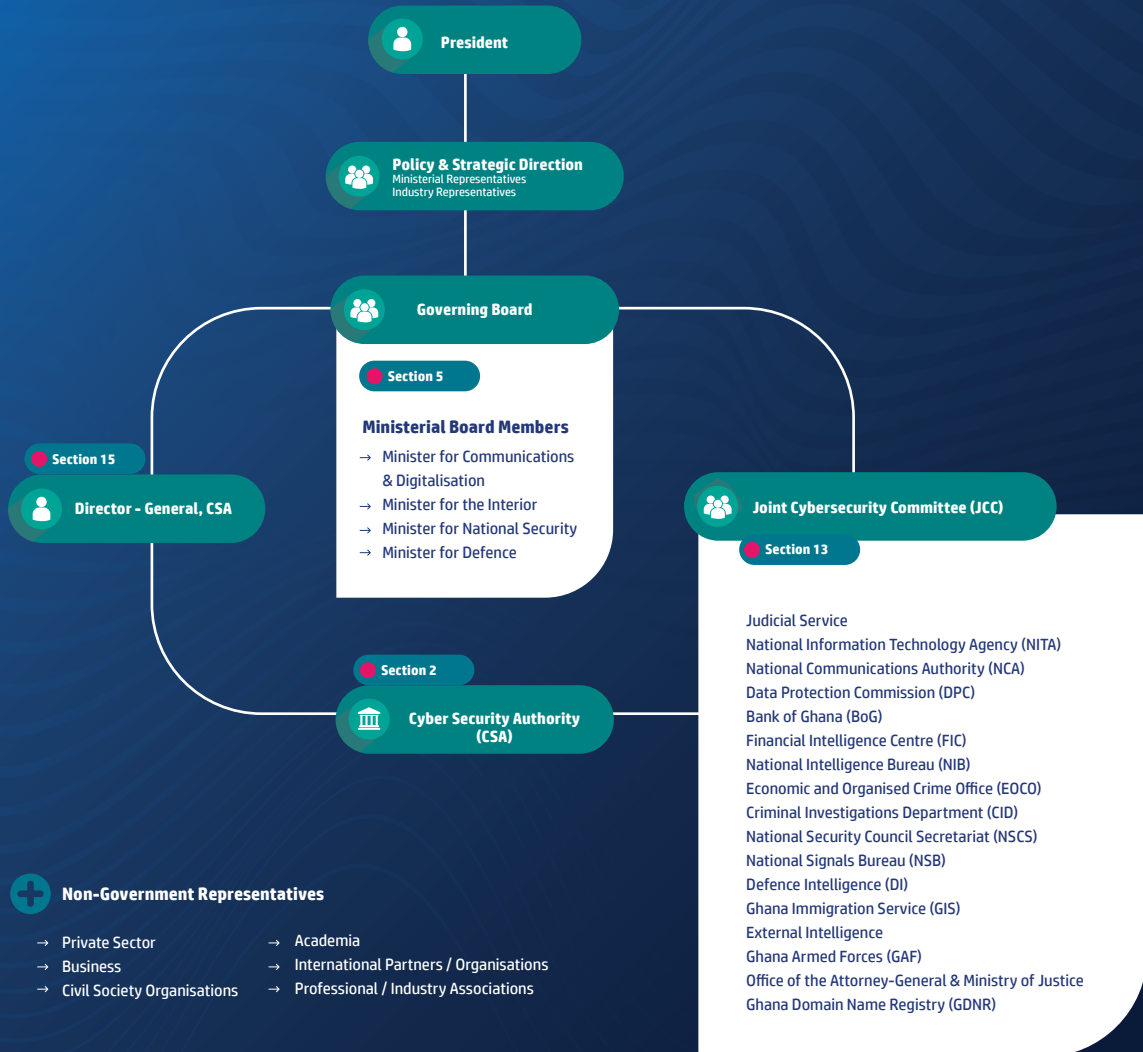 President
Policy & Strategic Direction
Ministerial Representatives
Industry Representatives
Governing Board
Section 5
Ministerial Board Members
→ Minister for Communications
& Digitalisation
→ Minister for the Interior
→ Minister for National Security
→ Minister for Defence
Section 15
Director - General, CSA
Joint Cybersecurity Committee (JCC)
Section 13
Judicial Service
National Information Technology Agency (NITA)
National Communications Authority (NCA)
Data Protection Commission (DPC)
Bank of Ghana (BoG)
Financial Intelligence Centre (FIC)
National Intelligence Bureau (NIB)
Economic and Organised Crime Office (EOCO)
Criminal Investigations Department (CID)
National Security Council Secretariat (NSCS)
National Signals Bureau (NSB)
Defence Intelligence (DI)
Ghana Immigration Service (GIS)
External Intelligence
Ghana Armed Forces (GAF)
Office of the Attorney-General & Ministry of Justice
Ghana Domain Name Registry (GDNR)
Section 2
Cyber Security Authority
(CSA)
Non-Government Representatives
→ Private Sector
→ Business
→ Civil Society Organisations
→ Academia
→ International Partners / Organisations
→ Professional / Industry Associations